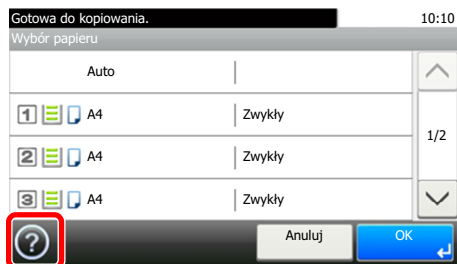 Gotowa do kopiowania. 10:10
Wybór papieru
Auto
1 A4 Zwykły
1/2
2 A4 Zwykły
3 A4 Zwykły
? Anuluj OK